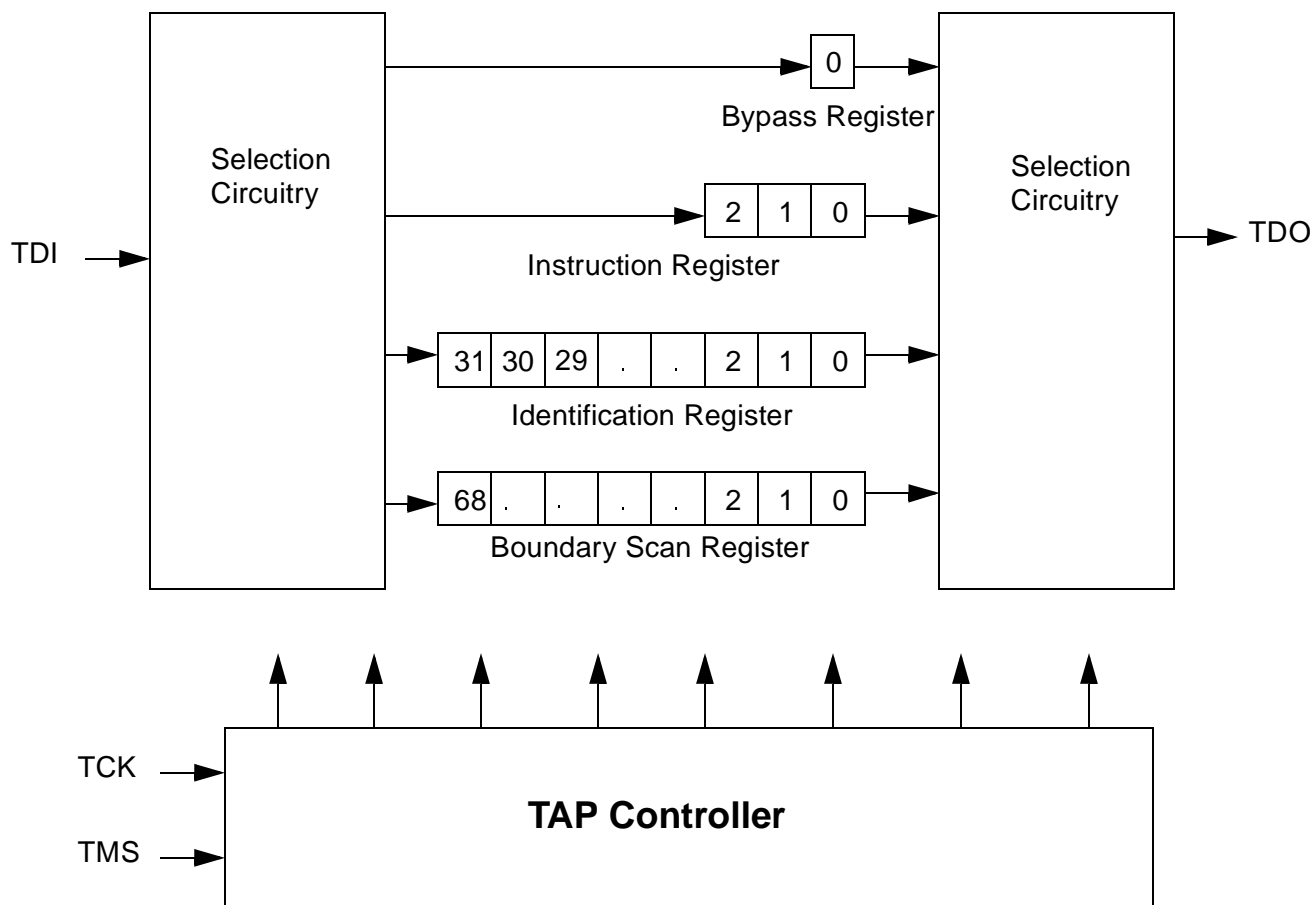 0
Bypass Register
Selection
Circuitry
Selection
Circuitry
2 1 0
TDI
TDO
Instruction Register
31 30 29 . . 2 1 0
Identification Register
68 . . . . 2 1 0
Boundary Scan Register
TCK
TAP Controller
TMS